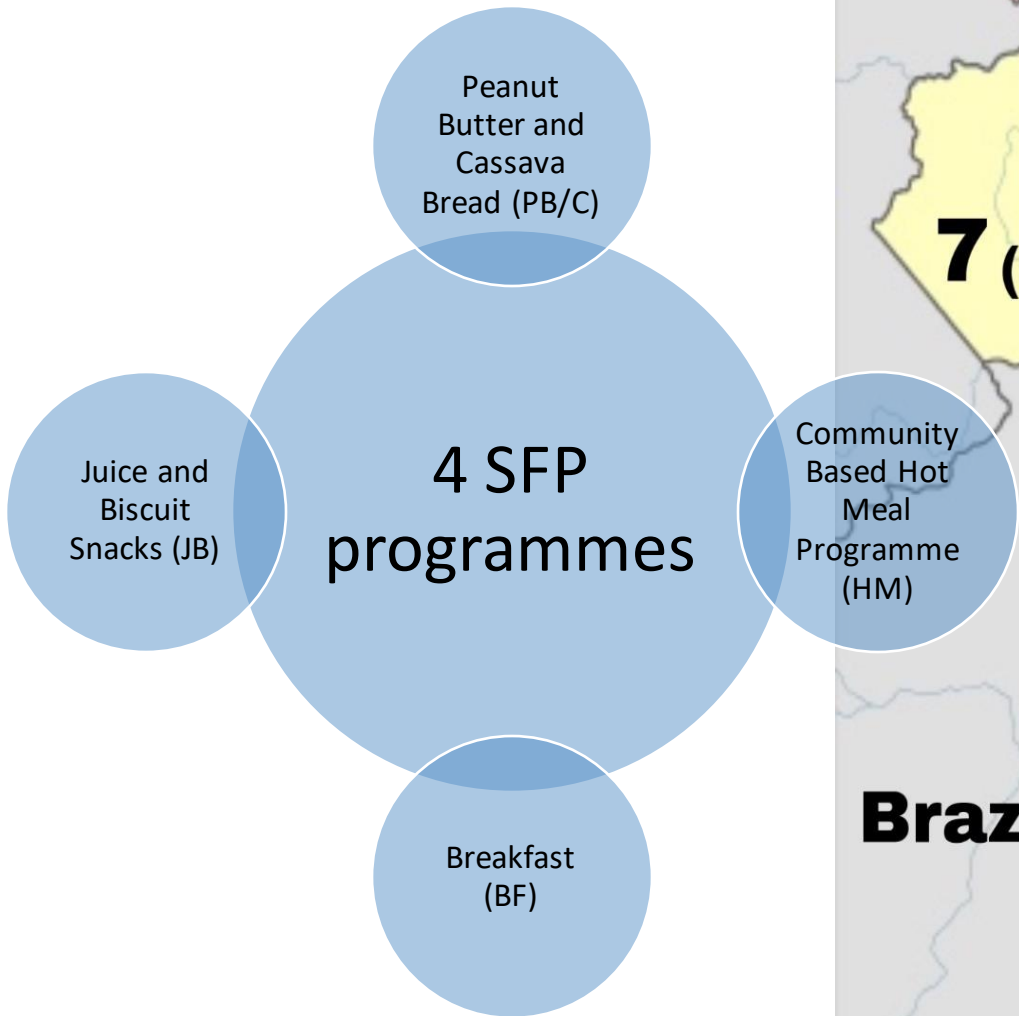 Peanut
Butter and
Cassava
Bread (PB/C)
7 (
Juice and
Biscuit
Snacks (JB)
4 SFP
programmes
Community
Based Hot
Meal
Programme
(HM)
Breakfast
(BF)
Braz